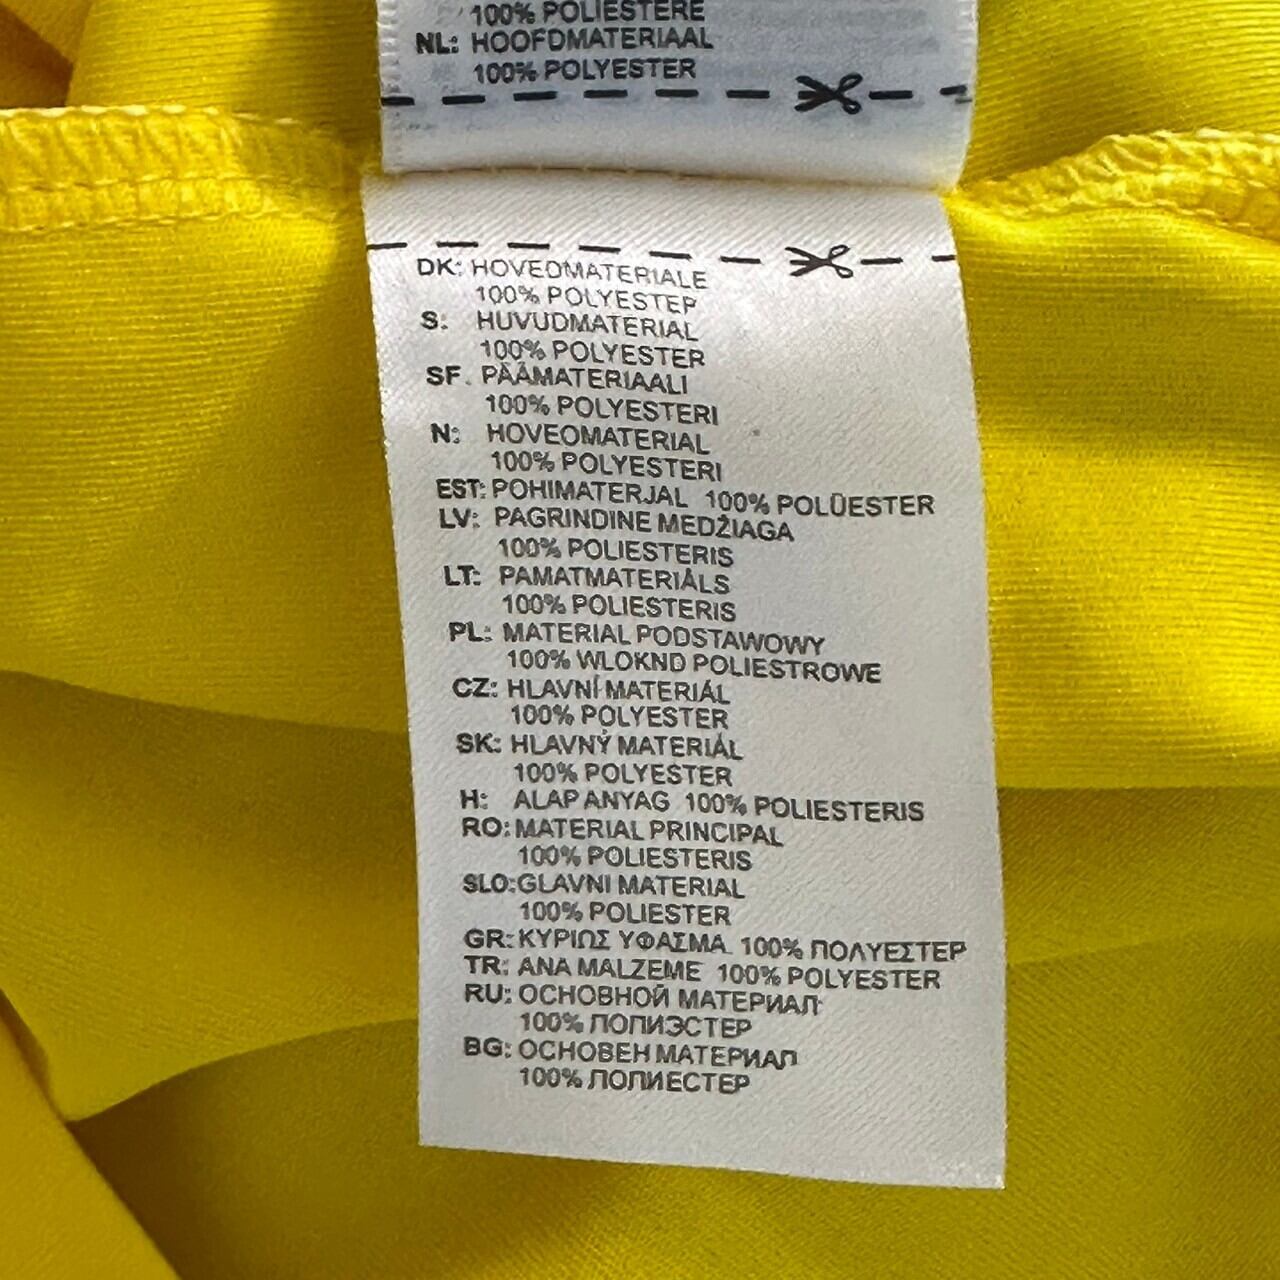 100% POLIESTERE
NL: HOOFDMATERIAAL
100% POLYESTER
DK: HOVEDMATERIALE
100% POLYESTEP
S: HUVUDMATERIAL
100% POLYESTER
SF. PÄÄMATERIAALI
100% POLYESTERI
N: HOVEOMATERIAL
100% POLYESTERI
EST: POHIMATERJAL 100% POLÜESTER
LV: PAGRINDINE MEDŽIAGA
100% POLIESTERIS
LT: PAMATMATERIÅLS
100% POLIESTERIS
PL: MATERIAL PODSTAWOWY
100% WLOKND POLIESTROWE
CZ: HLAVNÍ MATERIÁL
100% POLYESTER
SK: HLAVNÝ MATERIÁL
100% POLYESTER
H: ALAP ANYAG 100% POLIESTERIS
RO: MATERIAL PRINCIPAL
100% POLIESTERIS
SLO: GLAVNI MATERIAL
100% POLIESTER
GR: ΚΥΡΙΩΣ ΥΦΑΣΜΑ 100% ΠΟΛΥΕΣΤΕΡ
TR: ANA MALZEME 100% POLYESTER
RU: ОСНОВНОЙ МАТЕРИАЛ
100% ПОЛИЭСТЕР
BG: ОСНОВЕН МАТЕРИАЛ
100% ПОЛИЕСТЕР